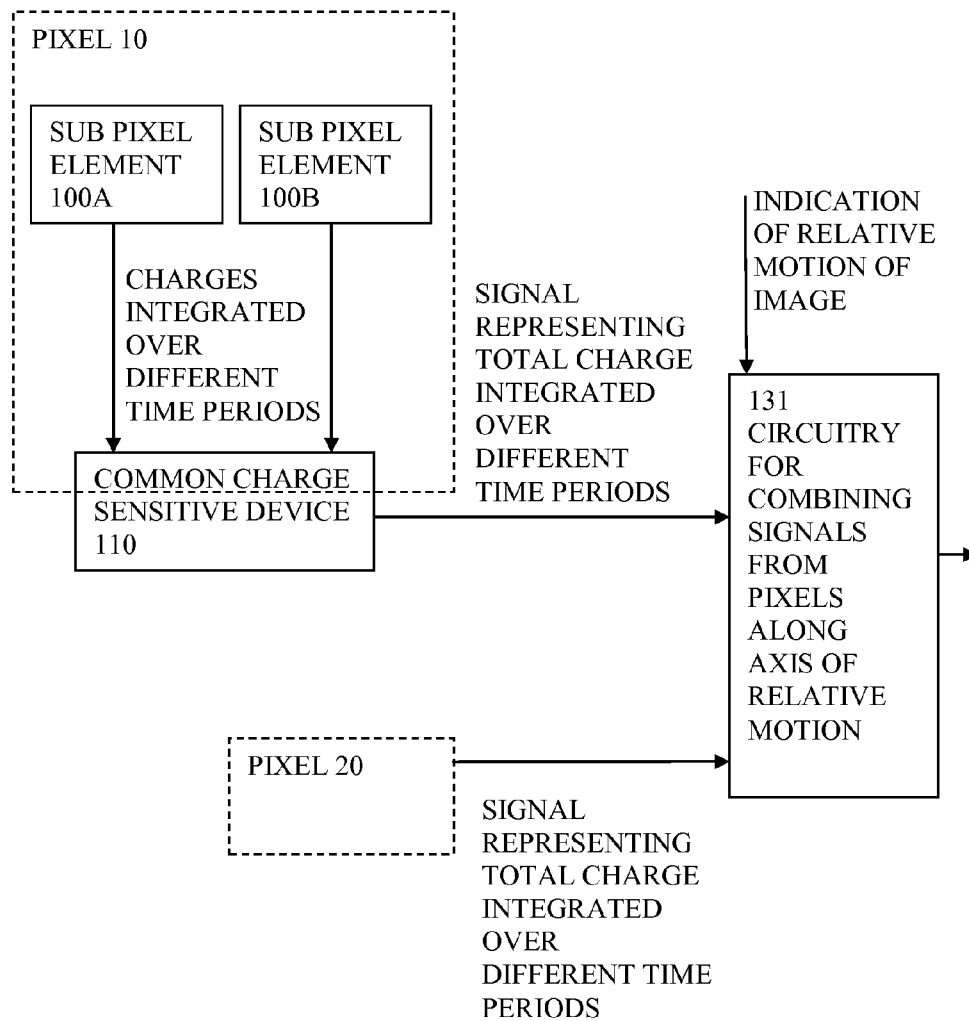 PIXEL 10
SUB PIXEL
ELEMENT
100A
SUB PIXEL
ELEMENT
100B
CHARGES
INTEGRATED
OVER
DIFFERENT
TIME PERIODS
COMMON CHARGE
SENSITIVE DEVICE
110
SIGNAL
REPRESENTING
TOTAL CHARGE
INTEGRATED
OVER
DIFFERENT
TIME PERIODS
INDICATION
OF RELATIVE
MOTION OF
IMAGE
131
CIRCUITRY
FOR
COMBINING
SIGNALS
FROM
PIXELS
ALONG
AXIS OF
RELATIVE
MOTION
PIXEL 20
SIGNAL
REPRESENTING
TOTAL CHARGE
INTEGRATED
OVER
DIFFERENT TIME
PERIODS